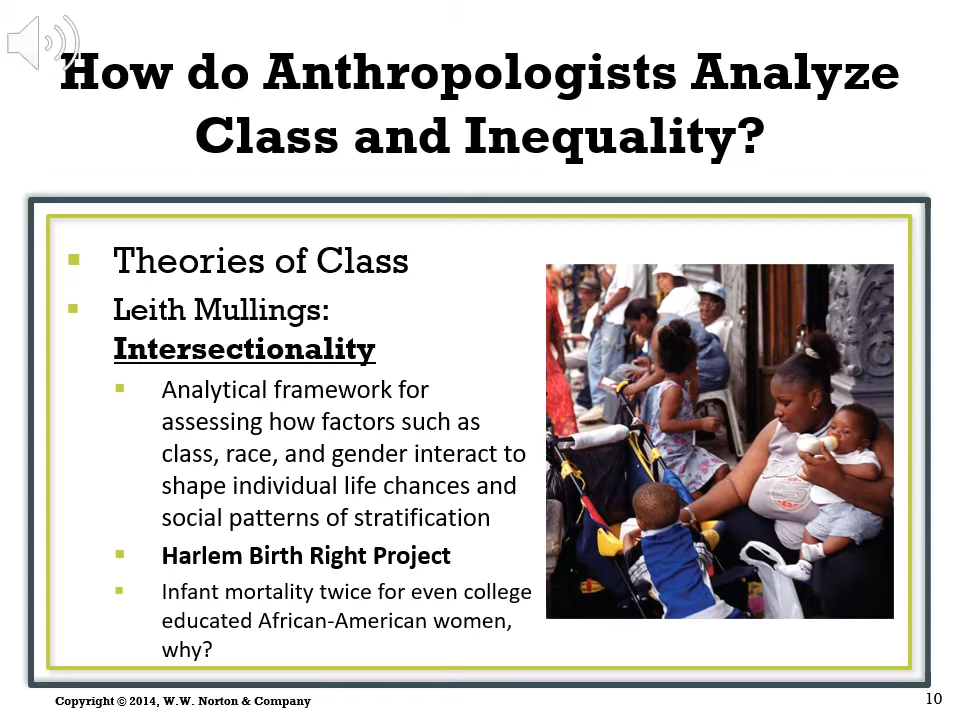 How do Anthropologists Analyze
Class and Inequality?
Theories of Class
Leith Mullings:
Intersectionality
Analytical framework for
assessing how factors such as
class, race, and gender interact to
shape individual life chances and
social patterns of stratification
Harlem Birth Right Project
Infant mortality twice for even college
educated African-American women,
why?
Copyright © 2014, W.W. Norton & Company
10